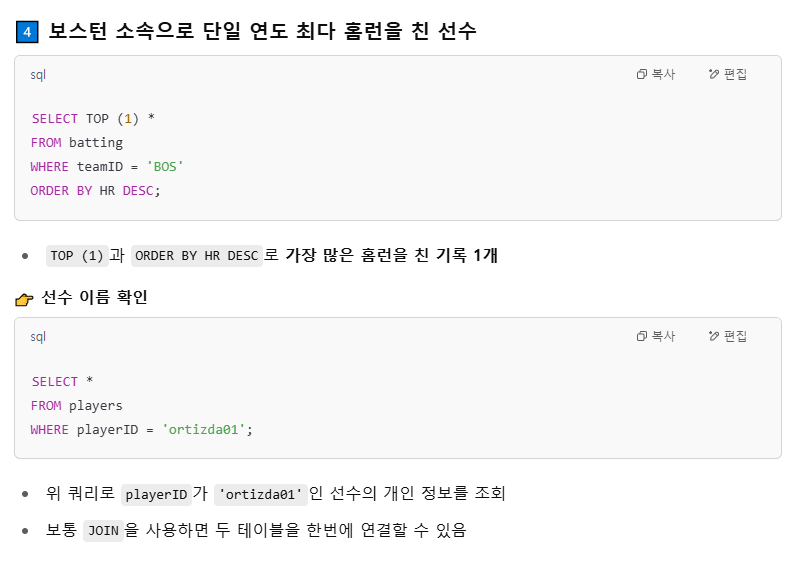 4 보스턴 소속으로 단일 연도 최다 홈런을 친 선수
sql 복사 편집
SELECT TOP (1) *
FROM batting
WHERE teamID = 'BOS'
ORDER BY HR DESC;
• TOP (1)과 ORDER BY HR DESC로 가장 많은 홈런을 친 기록 1개
👉 선수 이름 확인
sql 복사 편집
SELECT *
FROM players
WHERE playerID = 'ortizda01';
• 위 쿼리로 playerID가 'ortizda01'인 선수의 개인 정보를 조회
• 보통 JOIN을 사용하면 두 테이블을 한번에 연결할 수 있음